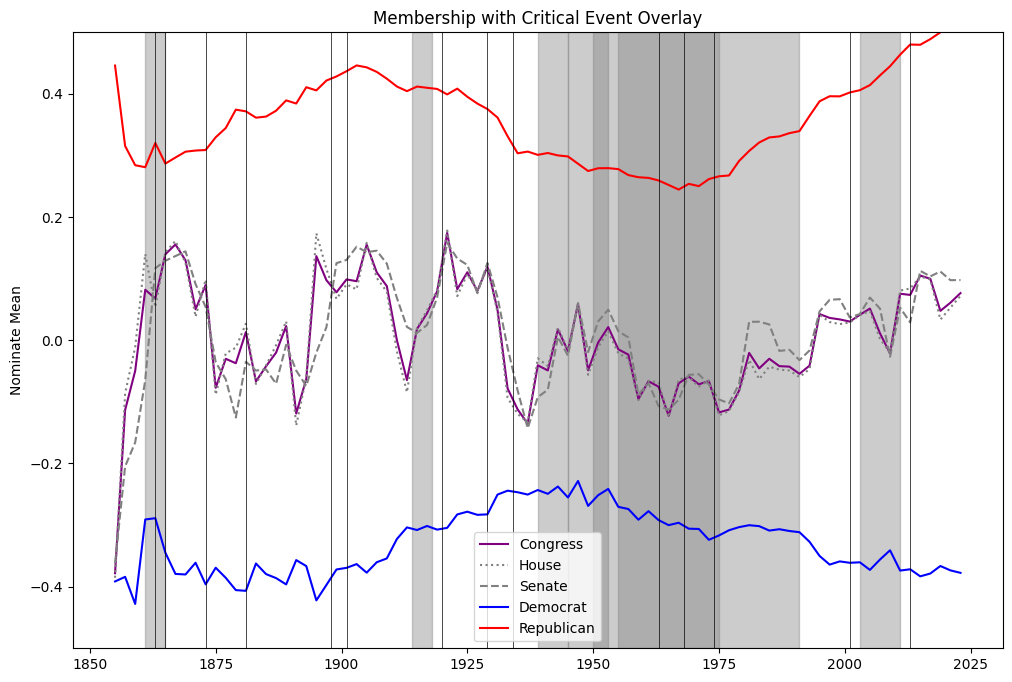 Membership with Critical Event Overlay
Nominate Mean
0.4
0.2
0.0
−0.2
−0.4
Congress
House
Senate
Democrat
Republican
1850
1875
1900
1925
1950
1975
2000
2025